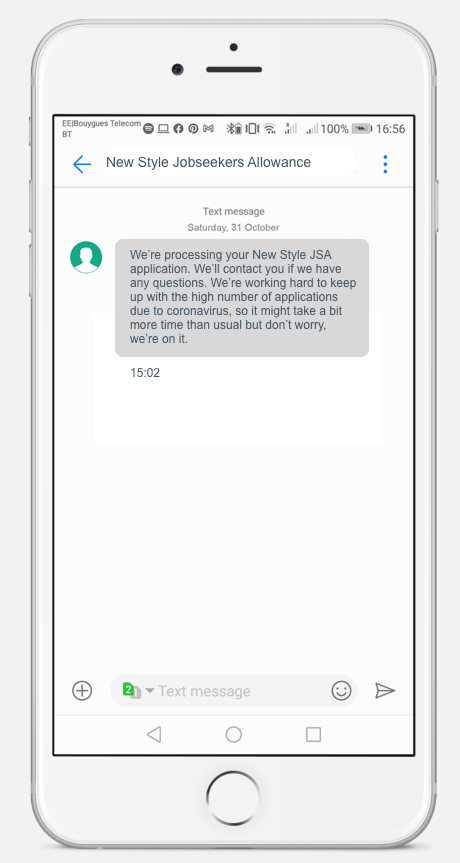 EE|Bouygues Telecom
BT
100%
16:56
New Style Jobseekers Allowance
Text message
Saturday, 31 October
We’re processing your New Style JSA
application. We’ll contact you if we have
any questions. We’re working hard to keep
up with the high number of applications
due to coronavirus, so it might take a bit
more time than usual but don’t worry,
we’re on it.
15:02
2
1
Text message